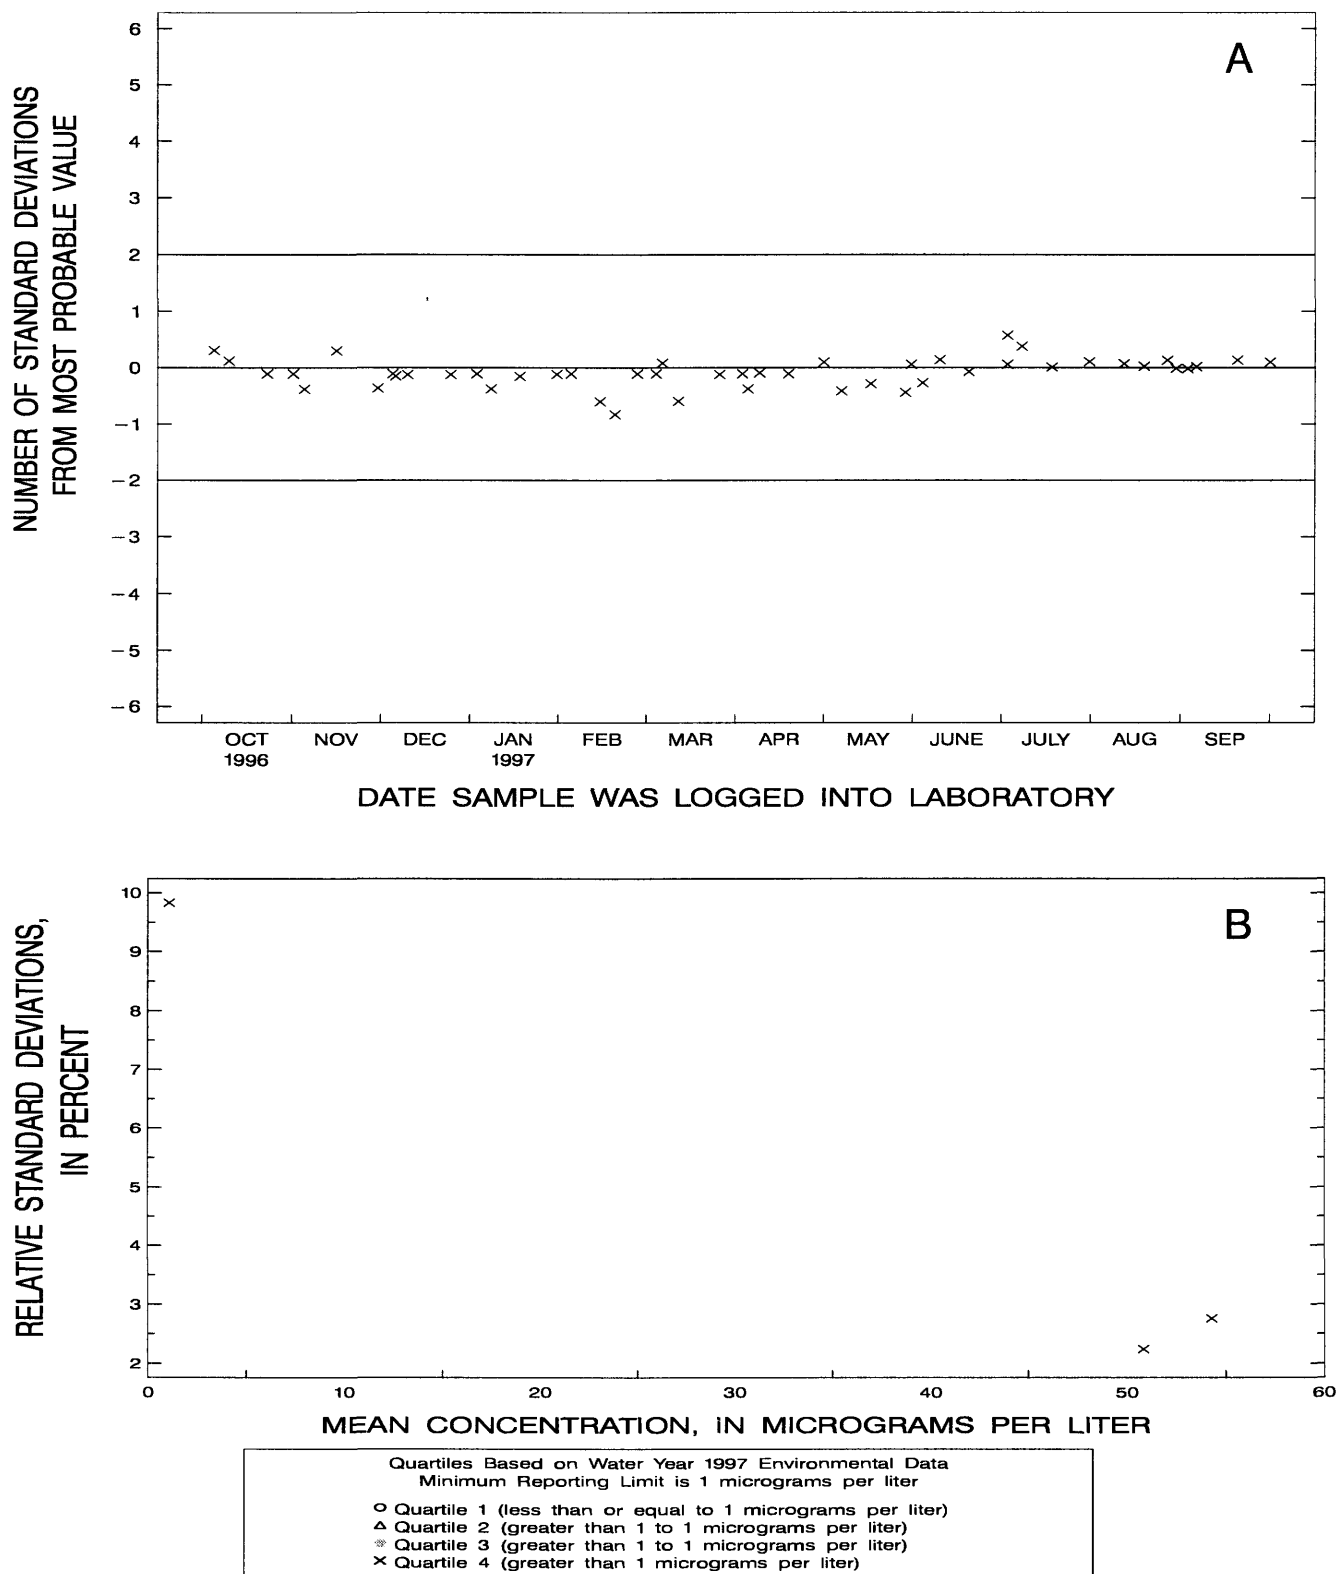 A
NUMBER OF STANDARD DEVIATIONS
FROM MOST PROBABLE VALUE
6
5
4
3
2
1
0
−1
−2
−3
−4
−5
−6
OCT NOV DEC JAN FEB MAR APR MAY JUNE JULY AUG SEP
1996 1997
DATE SAMPLE WAS LOGGED INTO LABORATORY
B
RELATIVE STANDARD DEVIATIONS,
IN PERCENT
10
9
8
7
6
5
4
3
2
0 10 20 30 40 50 60
MEAN CONCENTRATION, IN MICROGRAMS PER LITER
Quartiles Based on Water Year 1997 Environmental Data
Minimum Reporting Limit is 1 micrograms per liter
Quartile 1 (less than or equal to 1 micrograms per liter)
Quartile 2 (greater than 1 to 1 micrograms per liter)
Quartile 3 (greater than 1 to 1 micrograms per liter)
Quartile 4 (greater than 1 micrograms per liter)